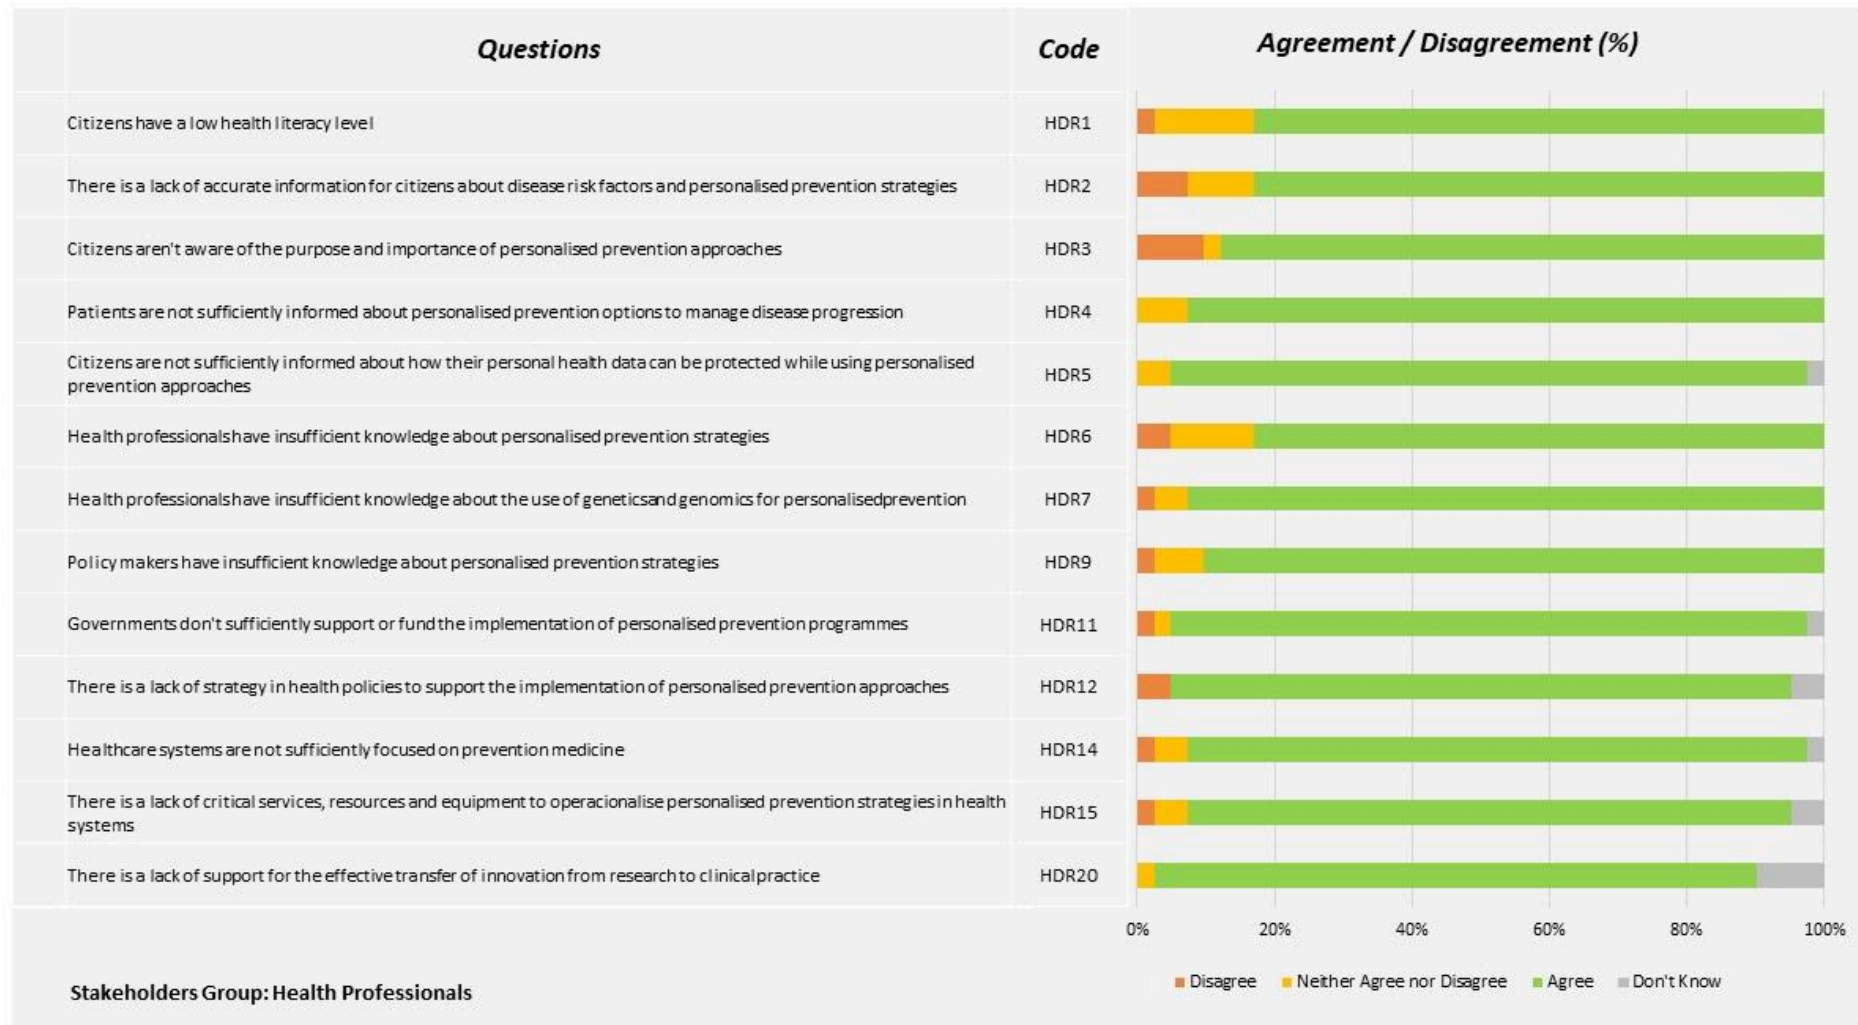 Questions Code Agreement / Disagreement (%)
Citizens have a low health literacy level HDR1
There is a lack of accurate information for citizens about disease risk factors and personalised prevention strategies HDR2
Citizens aren't aware of the purpose and importance of personalised prevention approaches HDR3
Patients are not sufficiently informed about personalised prevention options to manage disease progression HDR4
Citizens are not sufficiently informed about how their personal health data can be protected while using personalised
prevention approaches HDR5
Health professionals have insufficient knowledge about personalised prevention strategies HDR6
Health professionals have insufficient knowledge about the use of genetics and genomics for personalised prevention HDR7
Policy makers have insufficient knowledge about personalised prevention strategies HDR9
Governments don't sufficiently support or fund the implementation of personalised prevention programmes HDR11
There is a lack of strategy in health policies to support the implementation of personalised prevention approaches HDR12
Healthcare systems are not sufficiently focused on prevention medicine HDR14
There is a lack of critical services, resources and equipment to operacionalise personalised prevention strategies in health
systems HDR15
There is a lack of support for the effective transfer of innovation from research to clinical practice HDR20
0% 20% 40% 60% 80% 100%
Disagree Neither Agree nor Disagree Agree Don't Know
Stakeholders Group: Health Professionals